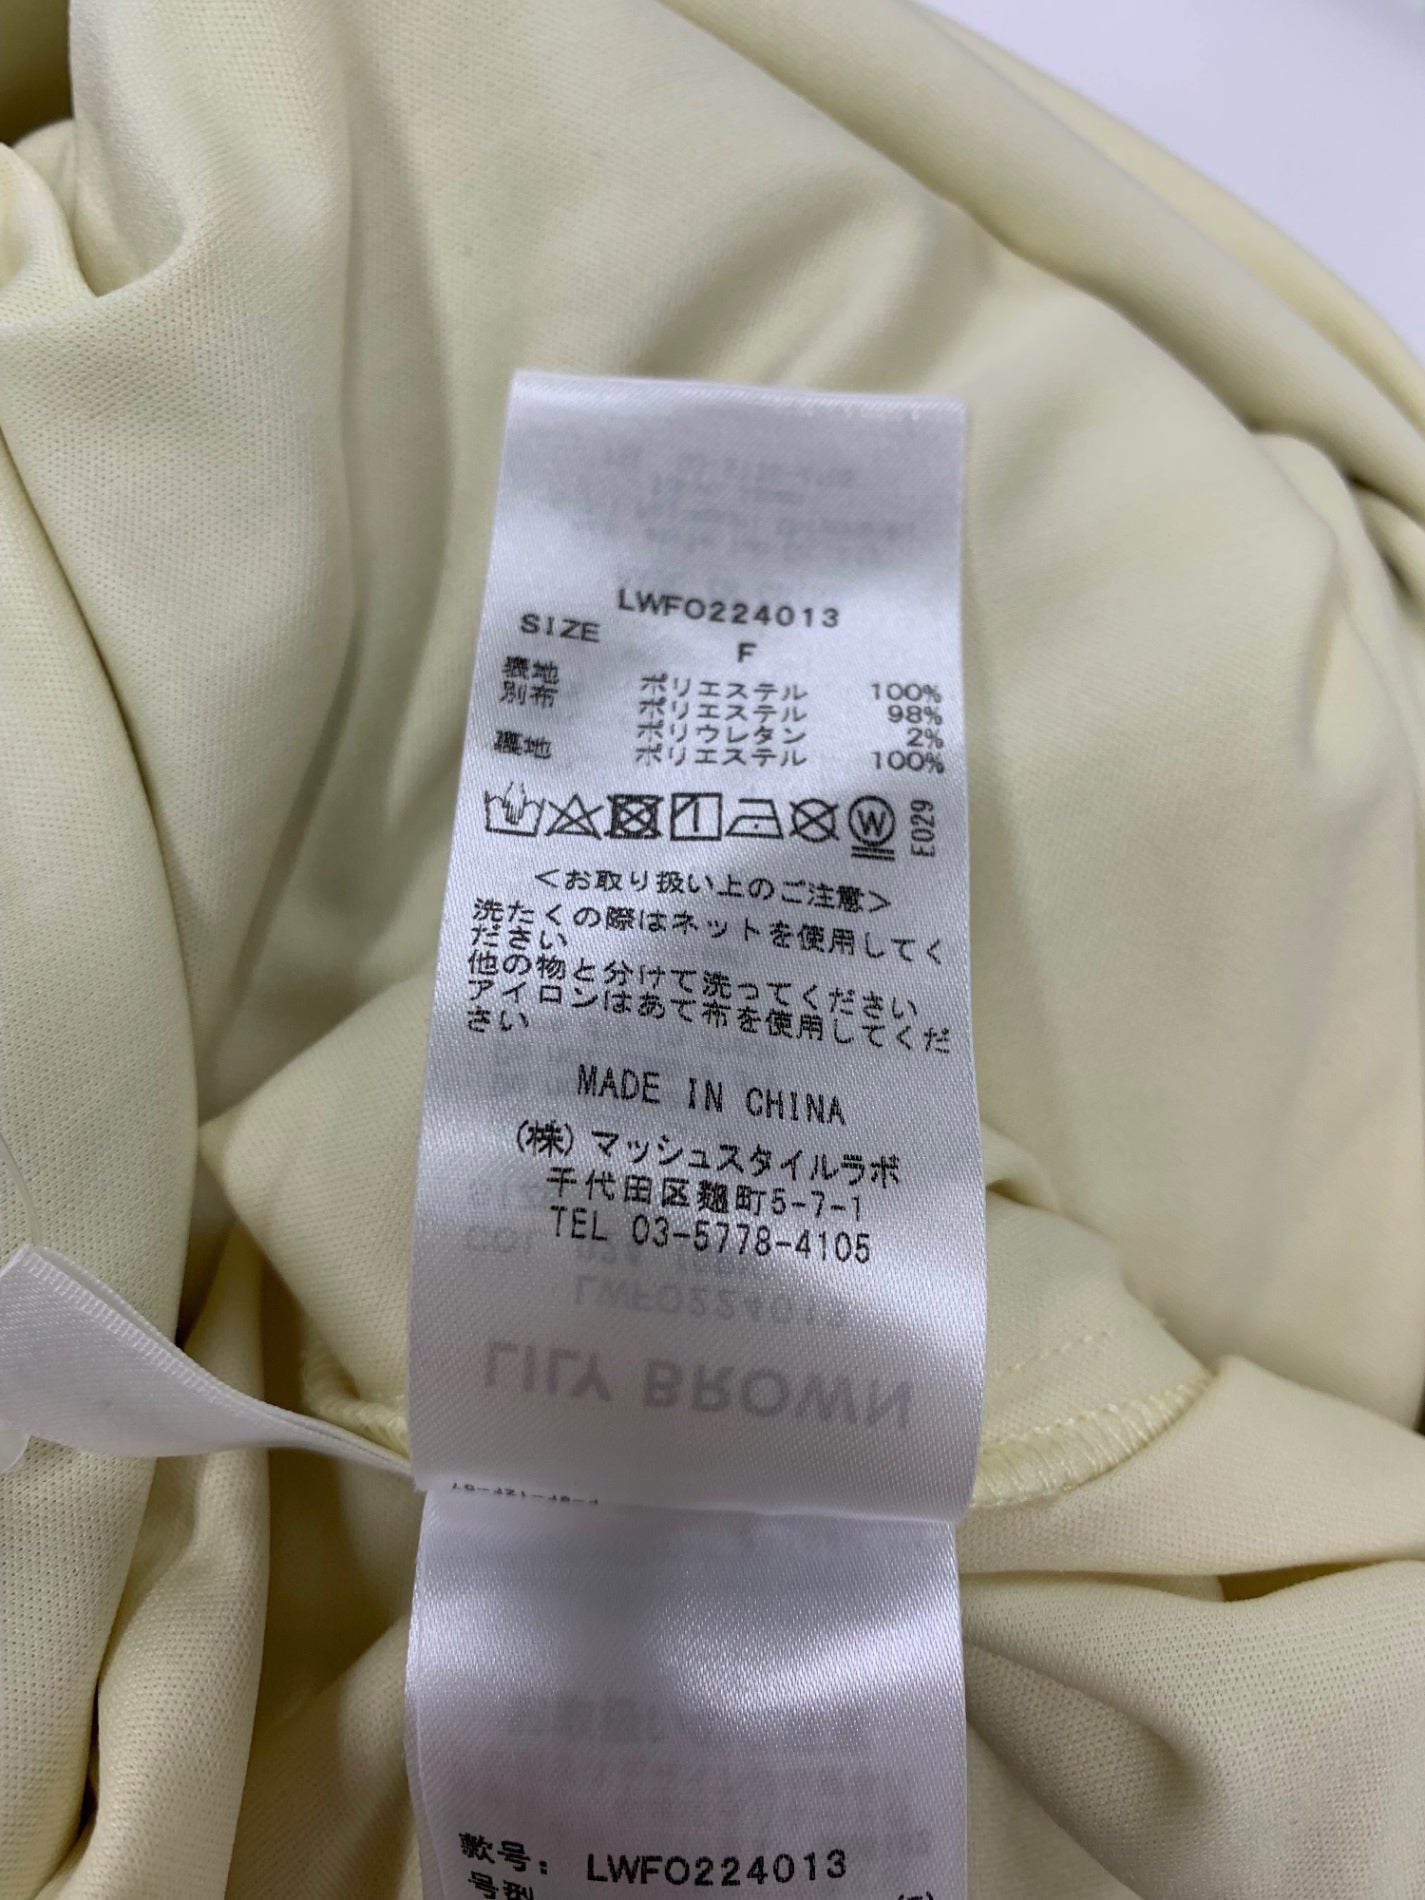 LWFO224013
SIZE F
表地 ポリエステル 100%
別布 ポリエステル 98%
ポリウレタン 2%
裏地 ポリエステル 100%
W E029
<お取り扱い上のご注意>
洗たくの際はネットを使用してく
ださい
他の物と分けて洗ってください
アイロンはあて布を使用してくだ
さい
MADE IN CHINA
(株)マッシュスタイルラボ
千代田区麹町5-7-1
TEL 03-5778-4105
LWFO224013
LILY BROWN
款号: LWFO224013
号型